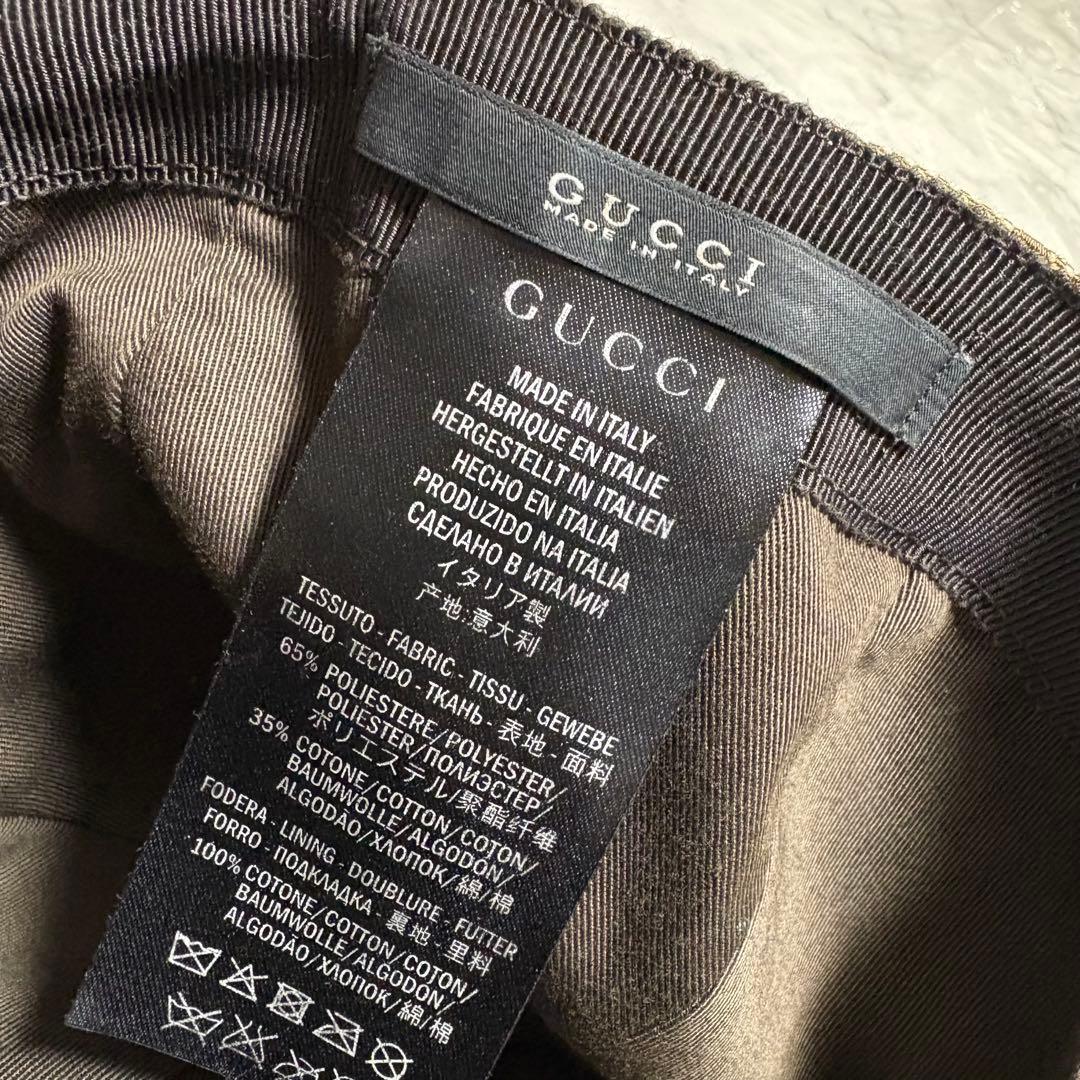 GUCCI
MADE IN ITALY
GUCCI
MADE IN ITALY
FABRIQUE EN ITALIE
HERGESTELLT IN ITALIEN
HECHO EN ITALIA
PRODUZIDO NA ITALIA
СДЕЛАНО В ИТАЛИИ
イタリア製
产地:意大利
TESSUTO - FABRIC - TISSU - GEWEBE
TEJIDO - TECIDO - ТКАНЬ - 表地 - 面料
65% POLIESTERE/POLYESTER/
POLIESTER/ПОЛИЭСТЕР/
ポリエステル/聚酯纤维
35% COTONE/COTTON/COTON/
BAUMWOLLE/ALGODON/
ALGODÃO/ХЛОПОК/綿/棉
FODERA - LINING - DOUBLURE - FUTTER
FORRO - ПОДКЛАДКА - 裏地 - 里料
100% COTONE/COTTON/COTON/
BAUMWOLLE/ALGODON/
ALGODÃO/ХЛОПОК/綿/棉